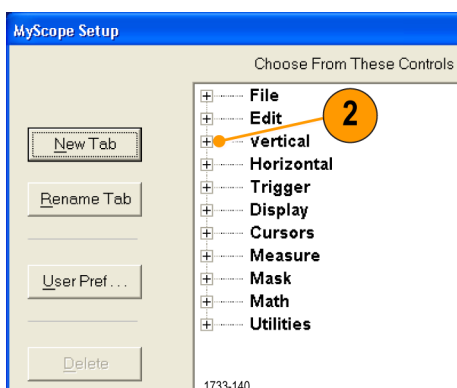 MyScope Setup
Choose From These Controls
File
Edit
2
Vertical
New Tab
Horizontal
Trigger
Rename Tab
Display
Cursors
Measure
User Pref...
Mask
Math
Utilities
Delete
1733-140